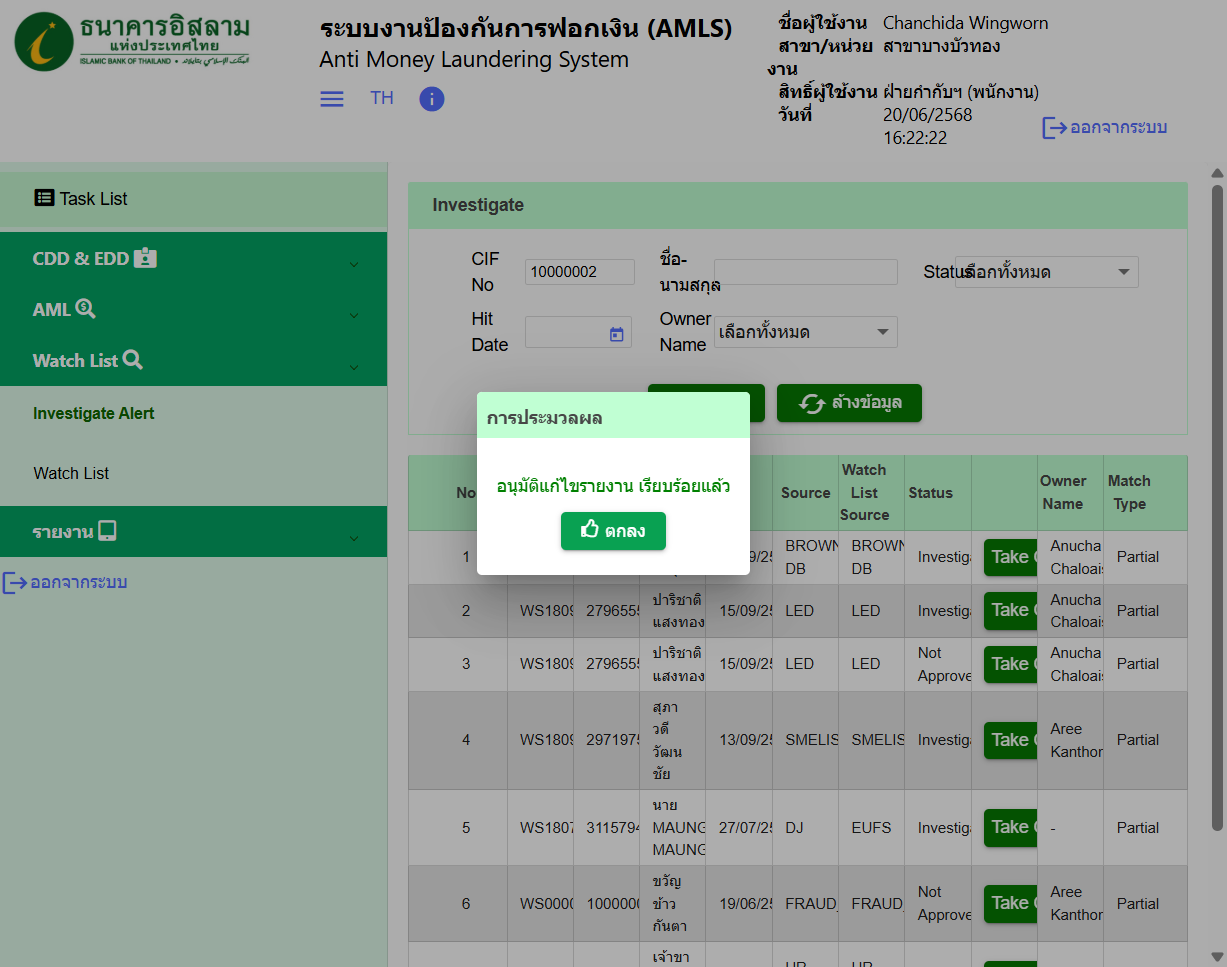 ธนาคารอิสลาม
แห่งประเทศไทย
ISLAMIC BANK OF THAILAND •
ระบบงานป้องกันการฟอกเงิน (AMLS)
Anti Money Laundering System
TH
ชื่อผู้ใช้งาน Chanchida Wingworn
สาขา/หน่วย สาขาบางบัวทอง
งาน
สิทธิ์ผู้ใช้งาน ฝ่ายกำกับฯ (พนักงาน)
วันที่ 20/06/2568
16:22:22
ออกจากระบบ
Task List
CDD & EDD
AML
Watch List
Investigate Alert
Watch List
รายงาน
ออกจากระบบ
Investigate
CIF No 10000002
ชื่อ-นามสกุล
Status เลือกทั้งหมด
Hit Date
Owner Name เลือกทั้งหมด
ล้างข้อมูล
การประมวลผล
อนุมัติแก้ไขรายงาน เรียบร้อยแล้ว
ตกลง
No Source Watch List Source Status Owner Name Match Type
1 9/25 BROWN DB BROWN DB Investig Take Anucha Chaloai Partial
2 WS1809 2796555 ปาริชาติ แสงทอง 15/09/25 LED LED Investig Take Anucha Chaloai Partial
3 WS1809 2796555 ปาริชาติ แสงทอง 15/09/25 LED LED Not Approve Take Anucha Chaloai Partial
4 WS1809 2971975 สุภาวดี วัฒนชัย 13/09/25 SMELIS SMELIS Investig Take Aree Kanthor Partial
5 WS1807 3115794 นาย MAUNG MAUNG 27/07/25 DJ EUFS Investig Take - Partial
6 WS0000 1000000 ขวัญข้าว กันตา 19/06/25 FRAUD_ FRAUD_ Not Approve Take Aree Kanthor Partial
เจ้าขา